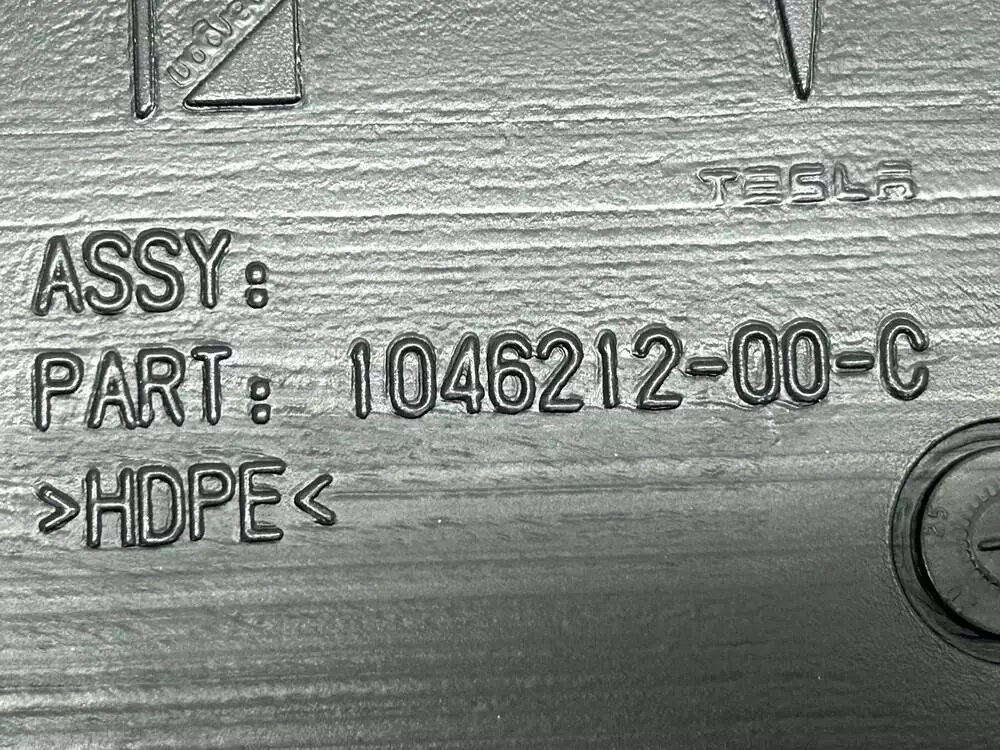 TESLA
ASSY:
PART: 1046212-00-C
>HDPE<